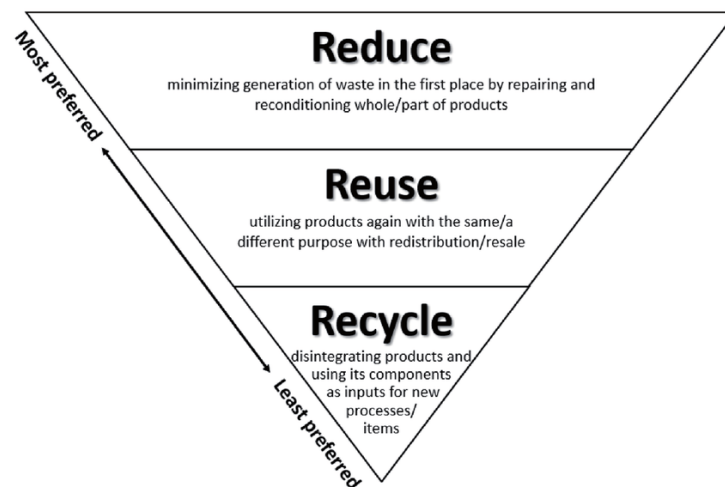 Reduce
minimizing generation of waste in the first place by repairing and
reconditioning whole/part of products
Most preferred
Reuse
utilizing products again with the same/a
different purpose with redistribution/resale
Recycle
disintegrating products and
using its components
as inputs for new
processes/
items
Least preferred